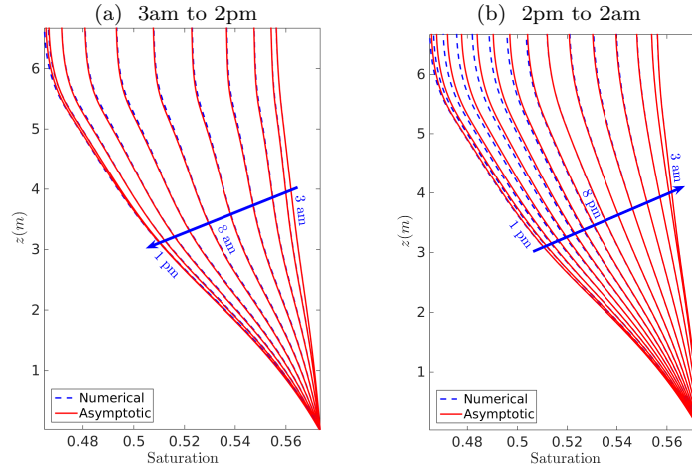 (a) 3am to 2pm
6
5
4
3
2
1
z(m)
3 am
8 am
1 pm
Numerical
Asymptotic
0.48 0.5 0.52 0.54 0.56
Saturation
(b) 2pm to 2am
6
5
4
3
2
1
z(m)
3 am
8 pm
1 pm
Numerical
Asymptotic
0.48 0.5 0.52 0.54 0.56
Saturation